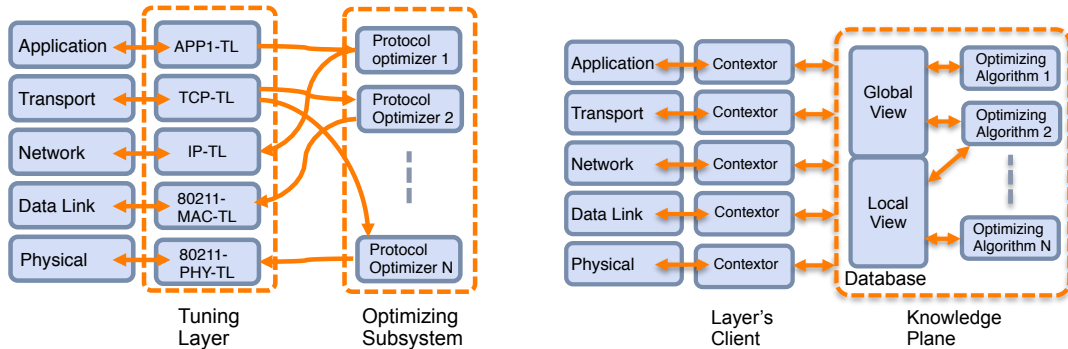 Application
APP1-TL
Protocol
optimizer 1
Transport
TCP-TL
Protocol
Optimizer 2
Network
IP-TL
Data Link
80211-
MAC-TL
Physical
80211-
PHY-TL
Protocol
Optimizer N
Tuning
Layer
Optimizing
Subsystem
Application
Contextor
Transport
Contextor
Network
Contextor
Data Link
Contextor
Physical
Contextor
Global
View
Local
View
Database
Optimizing
Algorithm 1
Optimizing
Algorithm 2
Optimizing
Algorithm N
Layer's
Client
Knowledge
Plane